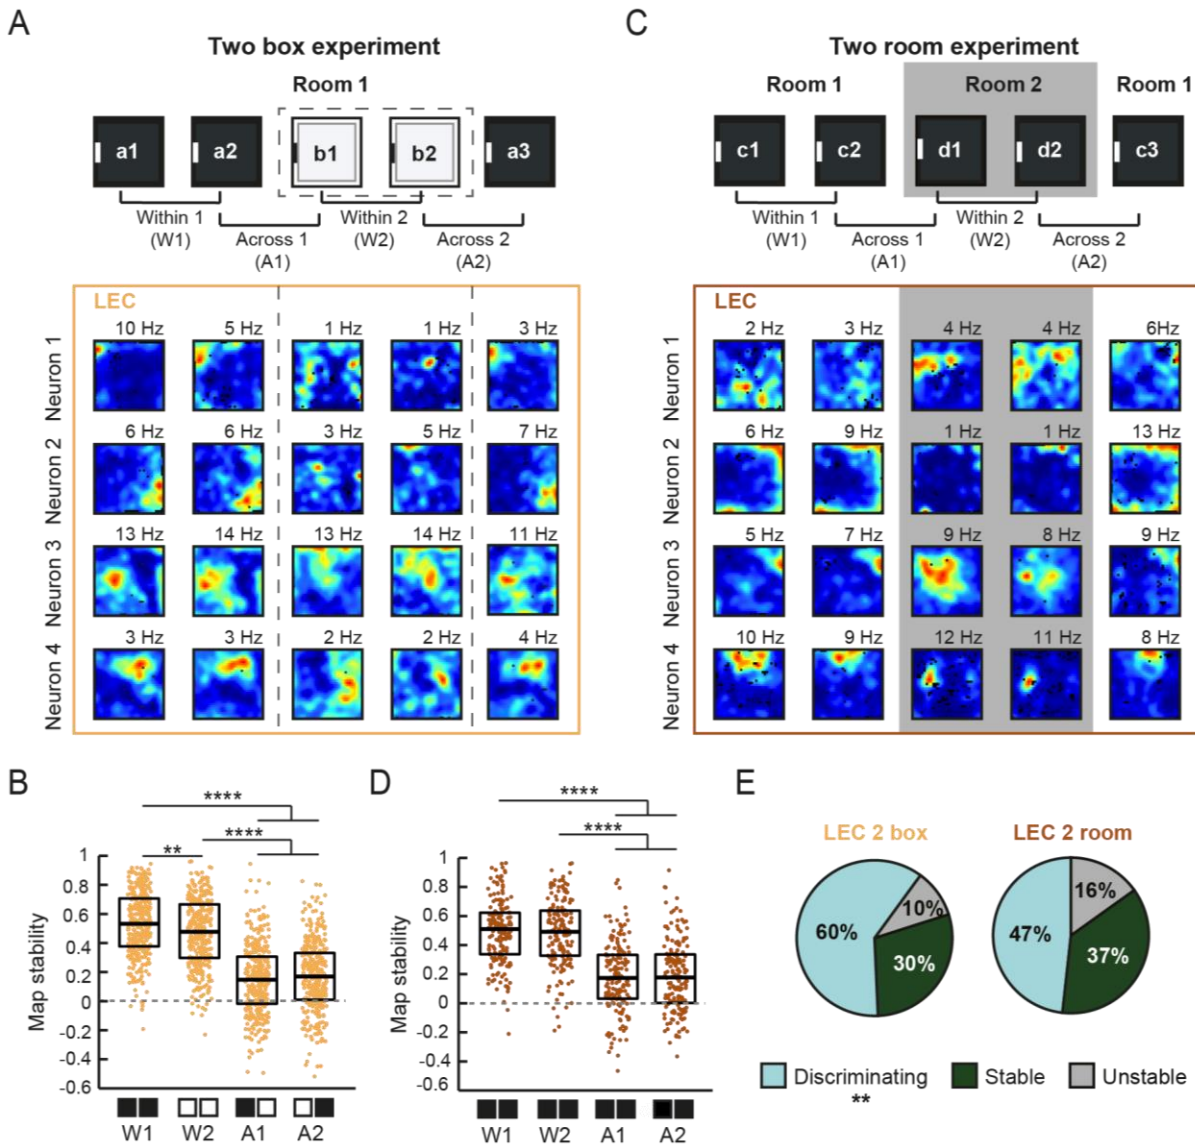 A
Two box experiment
Room 1
a1 a2 b1 b2 a3
Within 1
(W1)
Across 1
(A1)
Within 2
(W2)
Across 2
(A2)
LEC
10 Hz 5 Hz 1 Hz 1 Hz 3 Hz
Neuron 1
6 Hz 6 Hz 3 Hz 5 Hz 7 Hz
Neuron 2
13 Hz 14 Hz 13 Hz 14 Hz 11 Hz
Neuron 3
3 Hz 3 Hz 2 Hz 2 Hz 4 Hz
Neuron 4
C
Two room experiment
Room 1 Room 2 Room 1
c1 c2 d1 d2 c3
Within 1
(W1)
Across 1
(A1)
Within 2
(W2)
Across 2
(A2)
LEC
2 Hz 3 Hz 4 Hz 4 Hz 6Hz
Neuron 1
6 Hz 9 Hz 1 Hz 1 Hz 13 Hz
Neuron 2
5 Hz 7 Hz 9 Hz 8 Hz 9 Hz
Neuron 3
10 Hz 9 Hz 12 Hz 11 Hz 8 Hz
Neuron 4
B
****
** ****
Map stability
1
0.8
0.6
0.4
0.2
0
-0.2
-0.4
-0.6
W1 W2 A1 A2
D
****
****
Map stability
1
0.8
0.6
0.4
0.2
0
-0.2
-0.4
-0.6
W1 W2 A1 A2
E
LEC 2 box LEC 2 room
60% 10% 30%
47% 16% 37%
Discriminating Stable Unstable
**